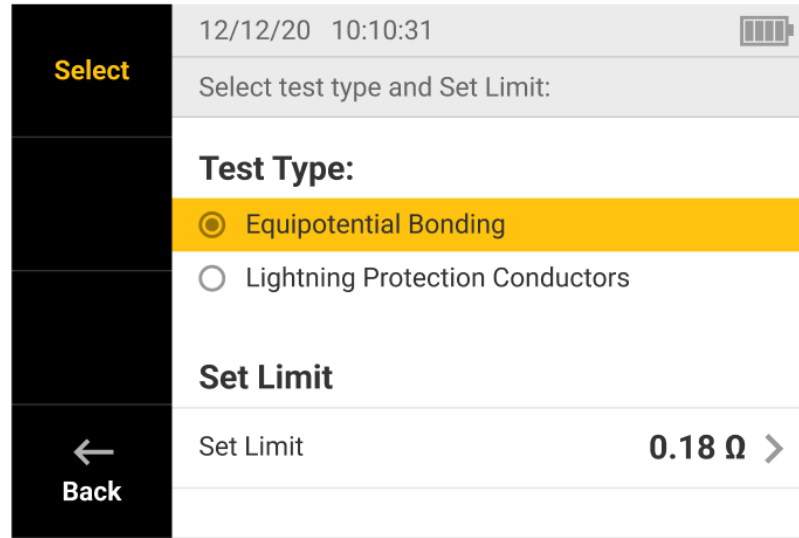 12/12/20 10:10:31
Select
Select test type and Set Limit:
Test Type:
Equipotential Bonding
Lightning Protection Conductors
Set Limit
Set Limit 0.18 Ω
Back